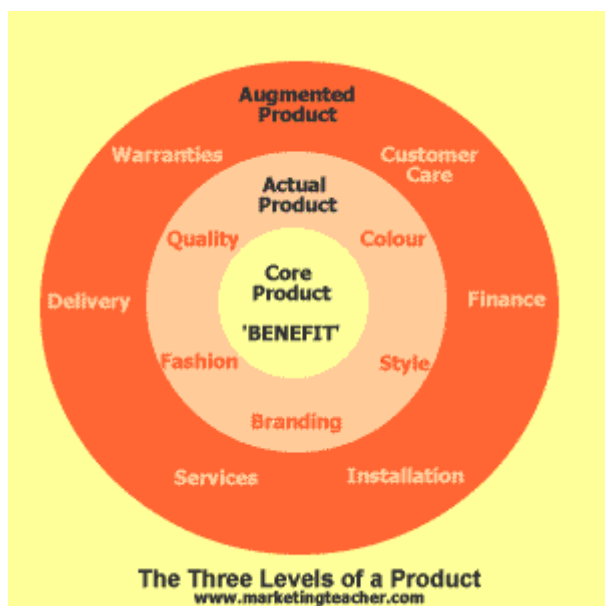 Augmented
Product
Warranties
Customer
Care
Actual
Product
Quality
Colour
Core
Product
Delivery
Finance
'BENEFIT'
Fashion
Style
Branding
Services
Installation
The Three Levels of a Product
www.marketingteacher.com